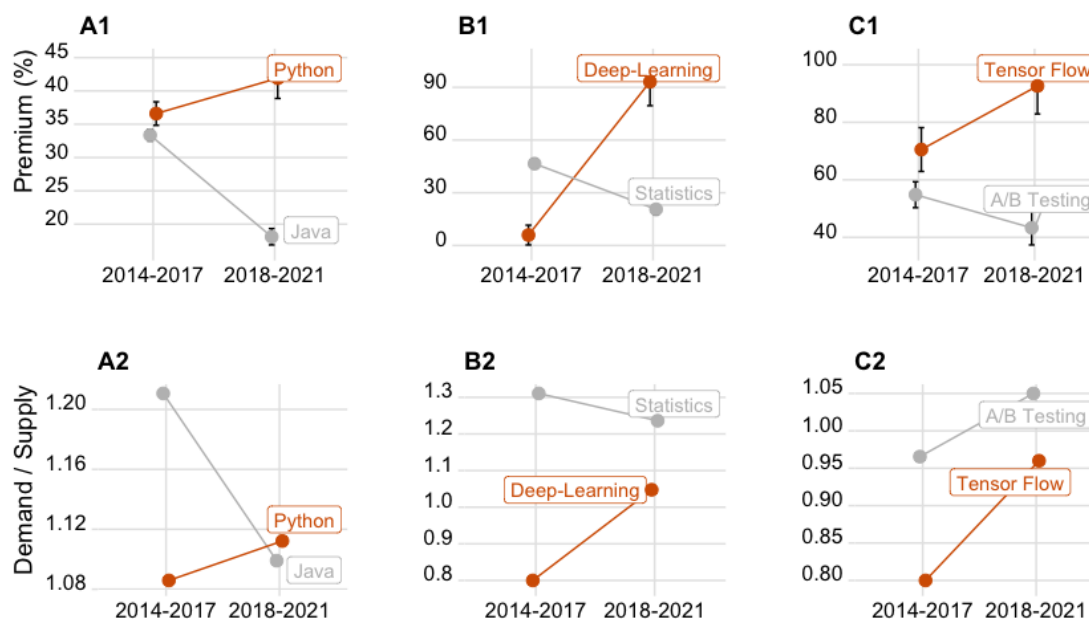 A1
B1
C1
Premium (%)
45
40
35
30
25
20
Python
Java
2014-2017
2018-2021
90
60
30
0
Deep-Learning
Statistics
2014-2017
2018-2021
100
80
60
40
Tensor Flow
A/B Testing
2014-2017
2018-2021
A2
B2
C2
Demand / Supply
1.20
1.16
1.12
1.08
Python
Java
2014-2017
2018-2021
1.3
1.2
1.1
1.0
0.9
0.8
Statistics
Deep-Learning
2014-2017
2018-2021
1.05
1.00
0.95
0.90
0.85
0.80
A/B Testing
Tensor Flow
2014-2017
2018-2021